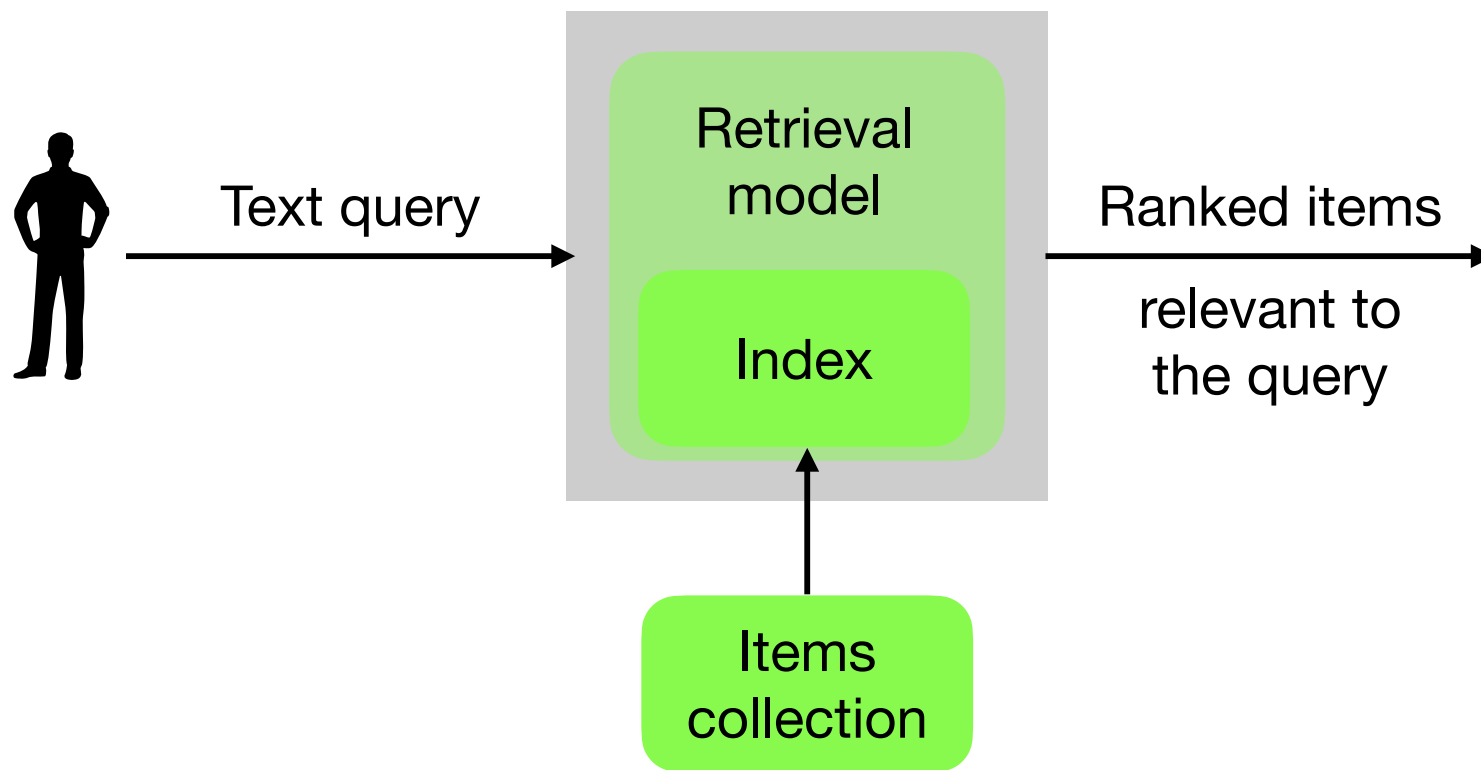 Text query
Retrieval
model
Index
Ranked items
relevant to
the query
Items
collection